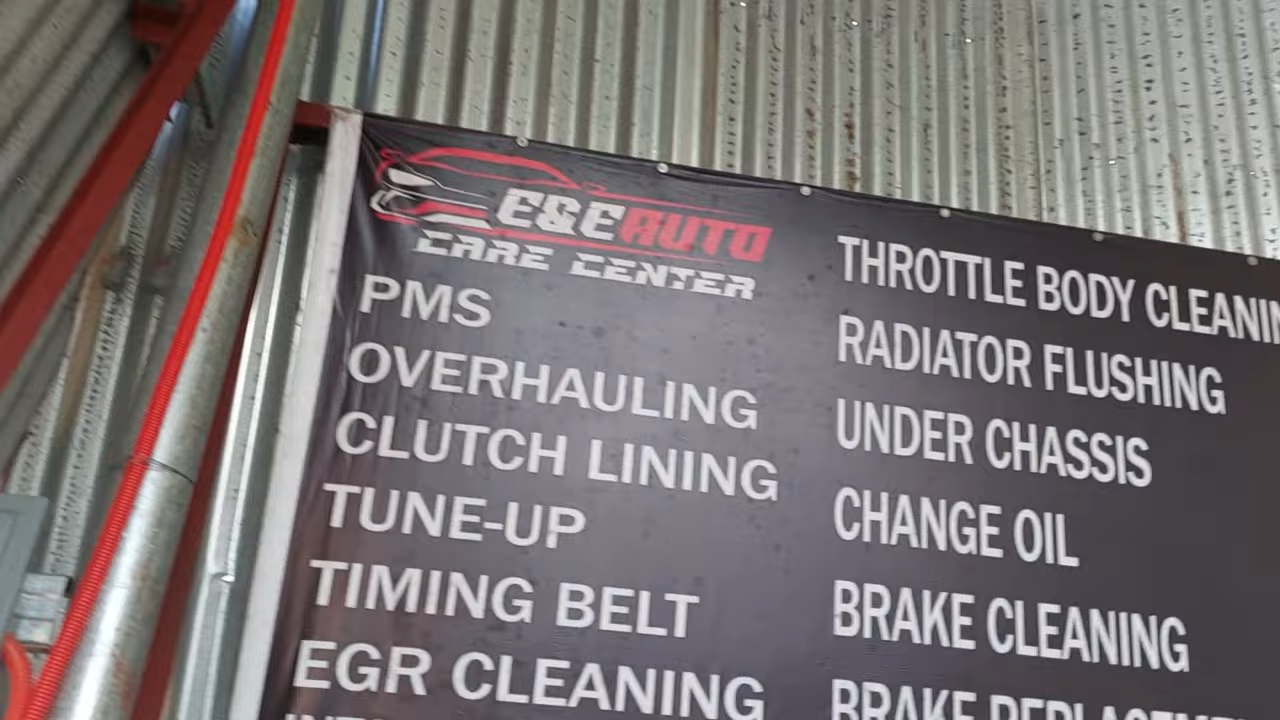 E&E AUTO
CARE CENTER
PMS
OVERHAULING
CLUTCH LINING
TUNE-UP
TIMING BELT
EGR CLEANING
THROTTLE BODY
RADIATOR FLUSHING
UNDER CHASSIS
CHANGE OIL
BRAKE CLEANING
BRAKE